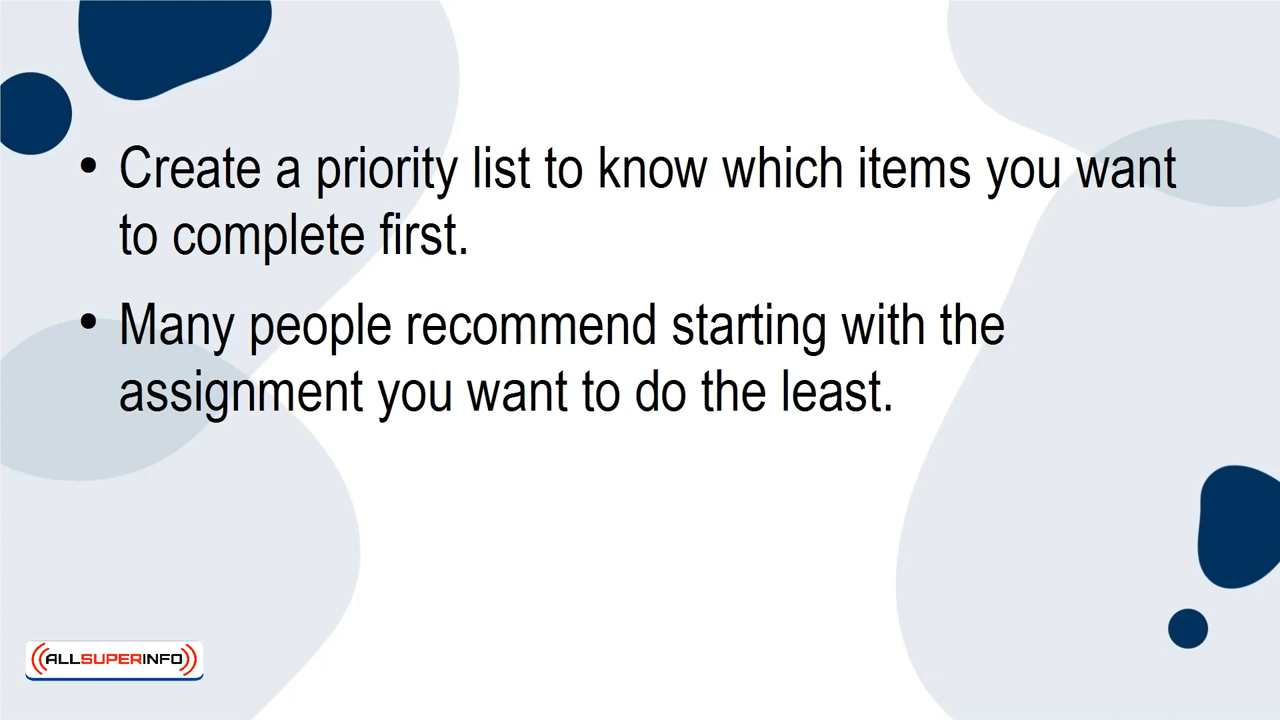 • Create a priority list to know which items you want
to complete first.
• Many people recommend starting with the
assignment you want to do the least.
ALLSUPERINFO